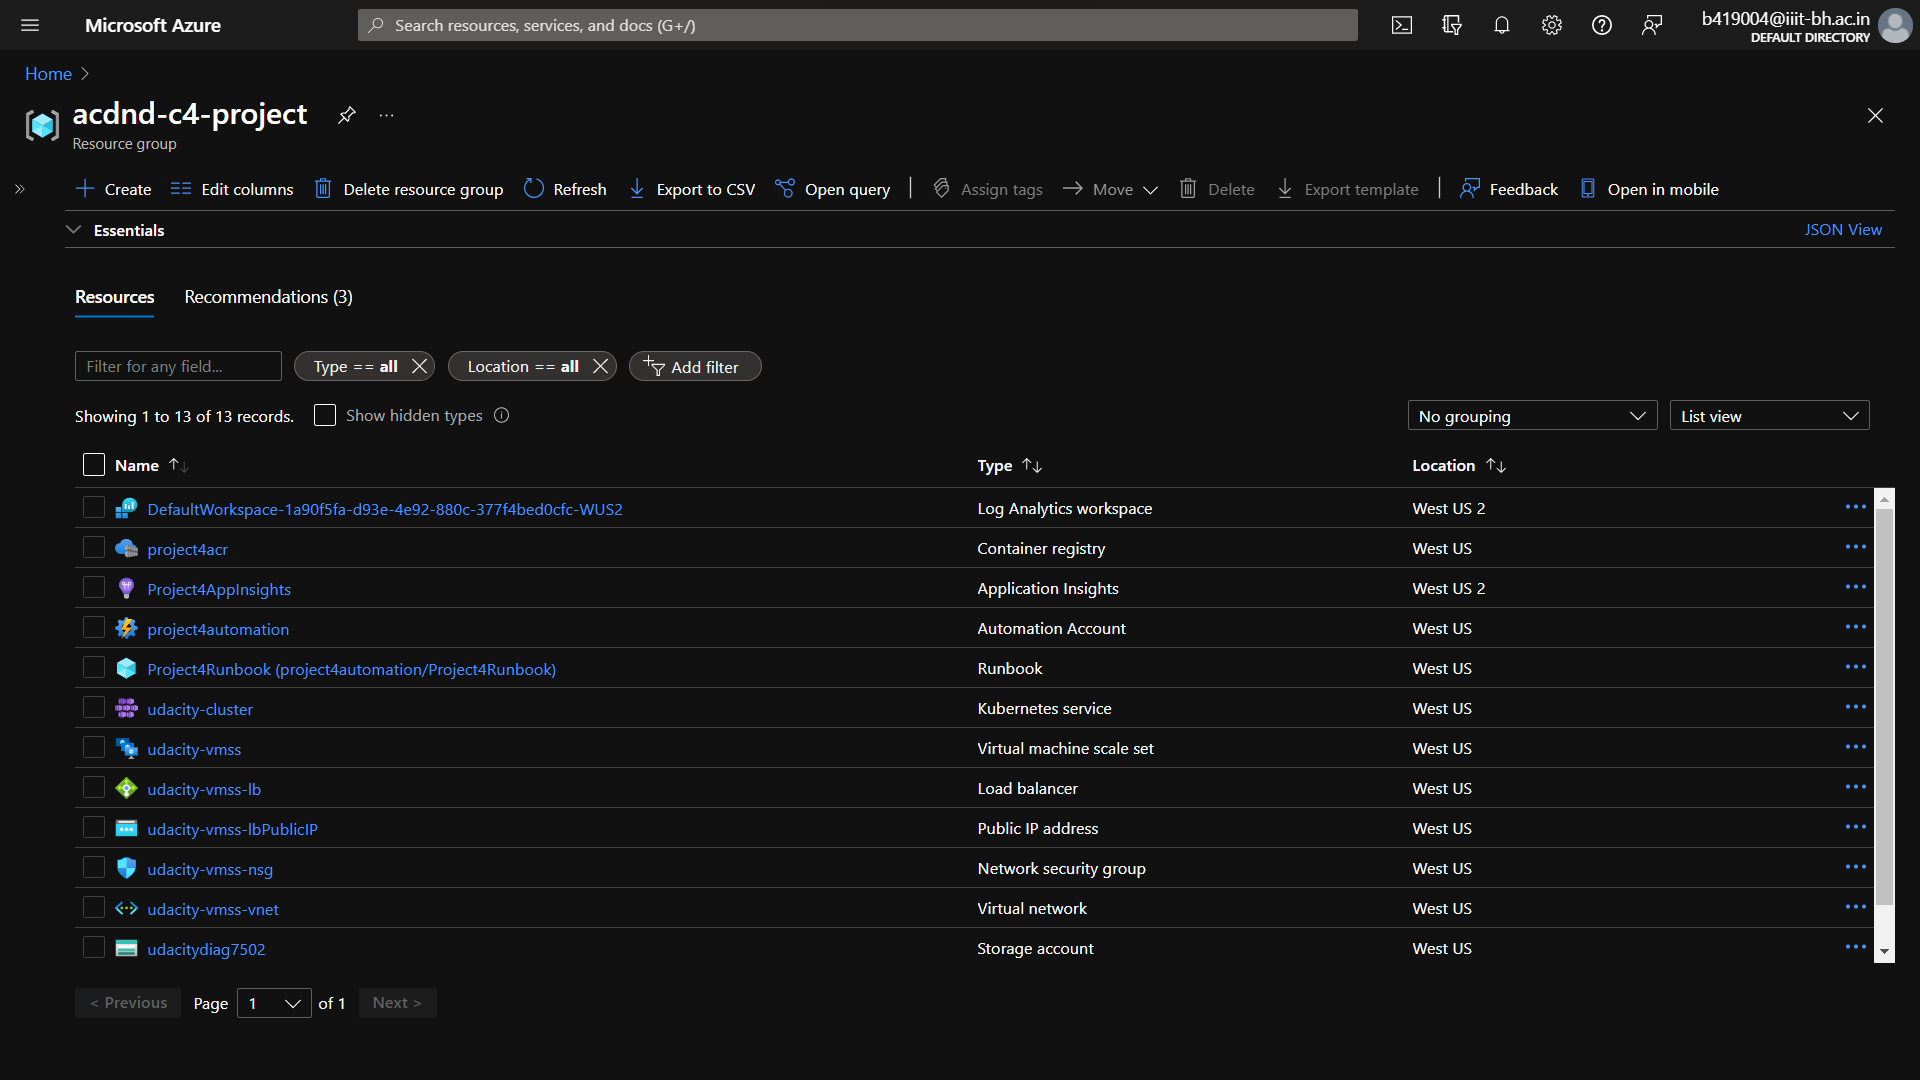 Microsoft Azure
Search resources, services, and docs (G+/)
b419004@iiit-bh.ac.in
DEFAULT DIRECTORY
Home
acdnd-c4-project
Resource group
Create Edit columns Delete resource group Refresh Export to CSV Open query Assign tags Move Delete Export template Feedback Open in mobile
Essentials JSON View
Resources Recommendations (3)
Filter for any field... Type == all Location == all Add filter
Showing 1 to 13 of 13 records. Show hidden types No grouping List view
Name Type Location
DefaultWorkspace-1a90f5fa-d93e-4e92-880c-377f4bed0cfc-WUS2 Log Analytics workspace West US 2
project4acr Container registry West US
Project4AppInsights Application Insights West US 2
project4automation Automation Account West US
Project4Runbook (project4automation/Project4Runbook) Runbook West US
udacity-cluster Kubernetes service West US
udacity-vmss Virtual machine scale set West US
udacity-vmss-lb Load balancer West US
udacity-vmss-lbPublicIP Public IP address West US
udacity-vmss-nsg Network security group West US
udacity-vmss-vnet Virtual network West US
udacitydiag7502 Storage account West US
< Previous Page 1 of 1 Next >